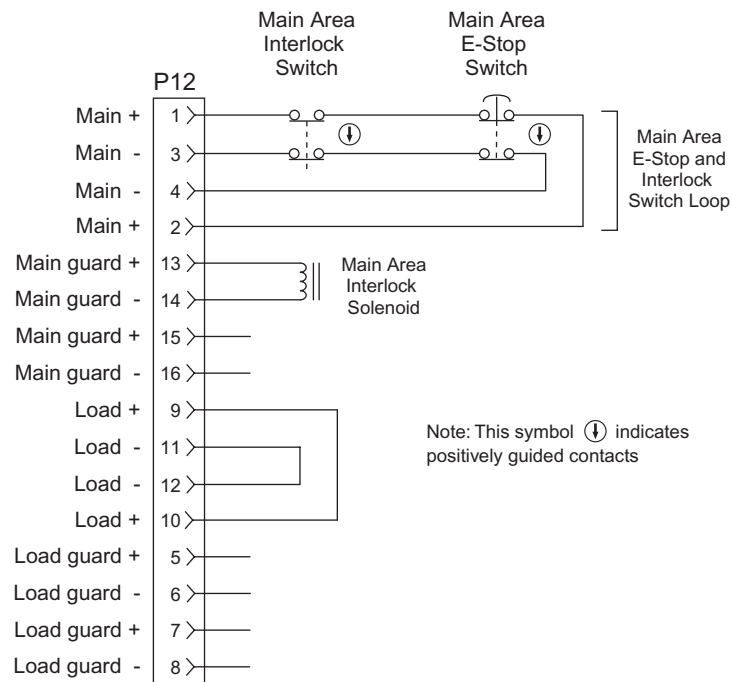 Main Area
Interlock
Switch
Main Area
E-Stop
Switch
P12
Main + 1
Main - 3
Main - 4
Main + 2
Main guard + 13
Main guard - 14
Main guard + 15
Main guard - 16
Load + 9
Load - 11
Load - 12
Load + 10
Load guard + 5
Load guard - 6
Load guard + 7
Load guard - 8
Main Area
E-Stop and
Interlock
Switch Loop
Main Area
Interlock
Solenoid
Note: This symbol indicates
positively guided contacts